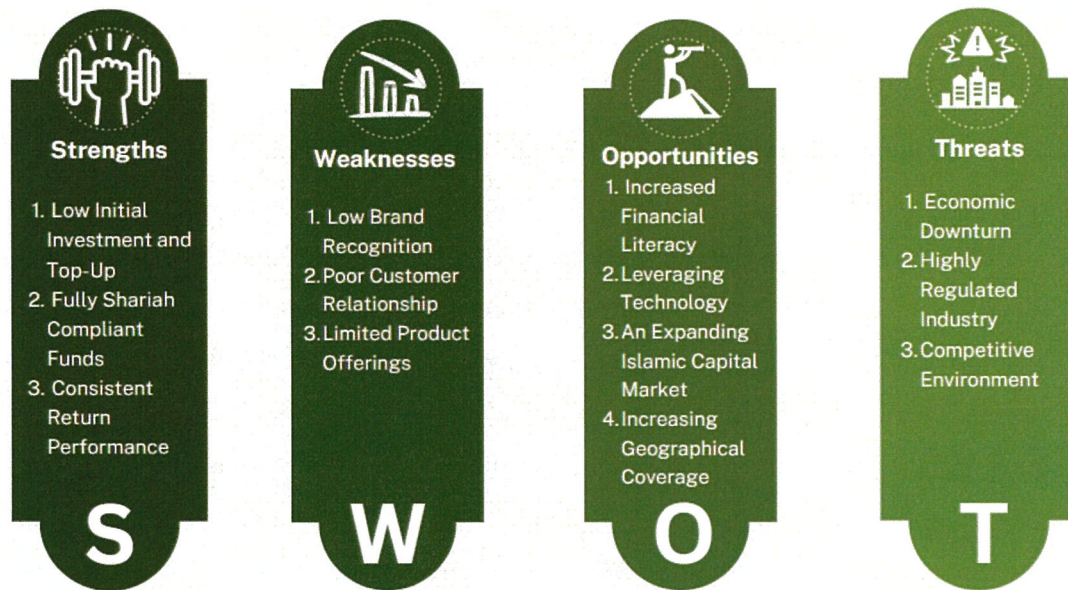 Strengths
1. Low Initial
Investment and
Top-Up
2. Fully Shariah
Compliant
Funds
3. Consistent
Return
Performance
S
Weaknesses
1. Low Brand
Recognition
2. Poor Customer
Relationship
3. Limited Product
Offerings
W
Opportunities
1. Increased
Financial
Literacy
2. Leveraging
Technology
3. An Expanding
Islamic Capital
Market
4. Increasing
Geographical
Coverage
O
Threats
1. Economic
Downturn
2. Highly
Regulated
Industry
3. Competitive
Environment
T